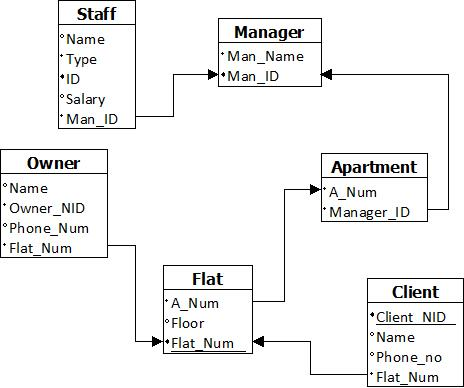 Staff
Name
Type
ID
Salary
Man_ID
Manager
Man_Name
Man_ID
Owner
Name
Owner_NID
Phone_Num
Flat_Num
Apartment
A_Num
Manager_ID
Flat
A_Num
Floor
Flat_Num
Client
Client_NID
Name
Phone_no
Flat_Num